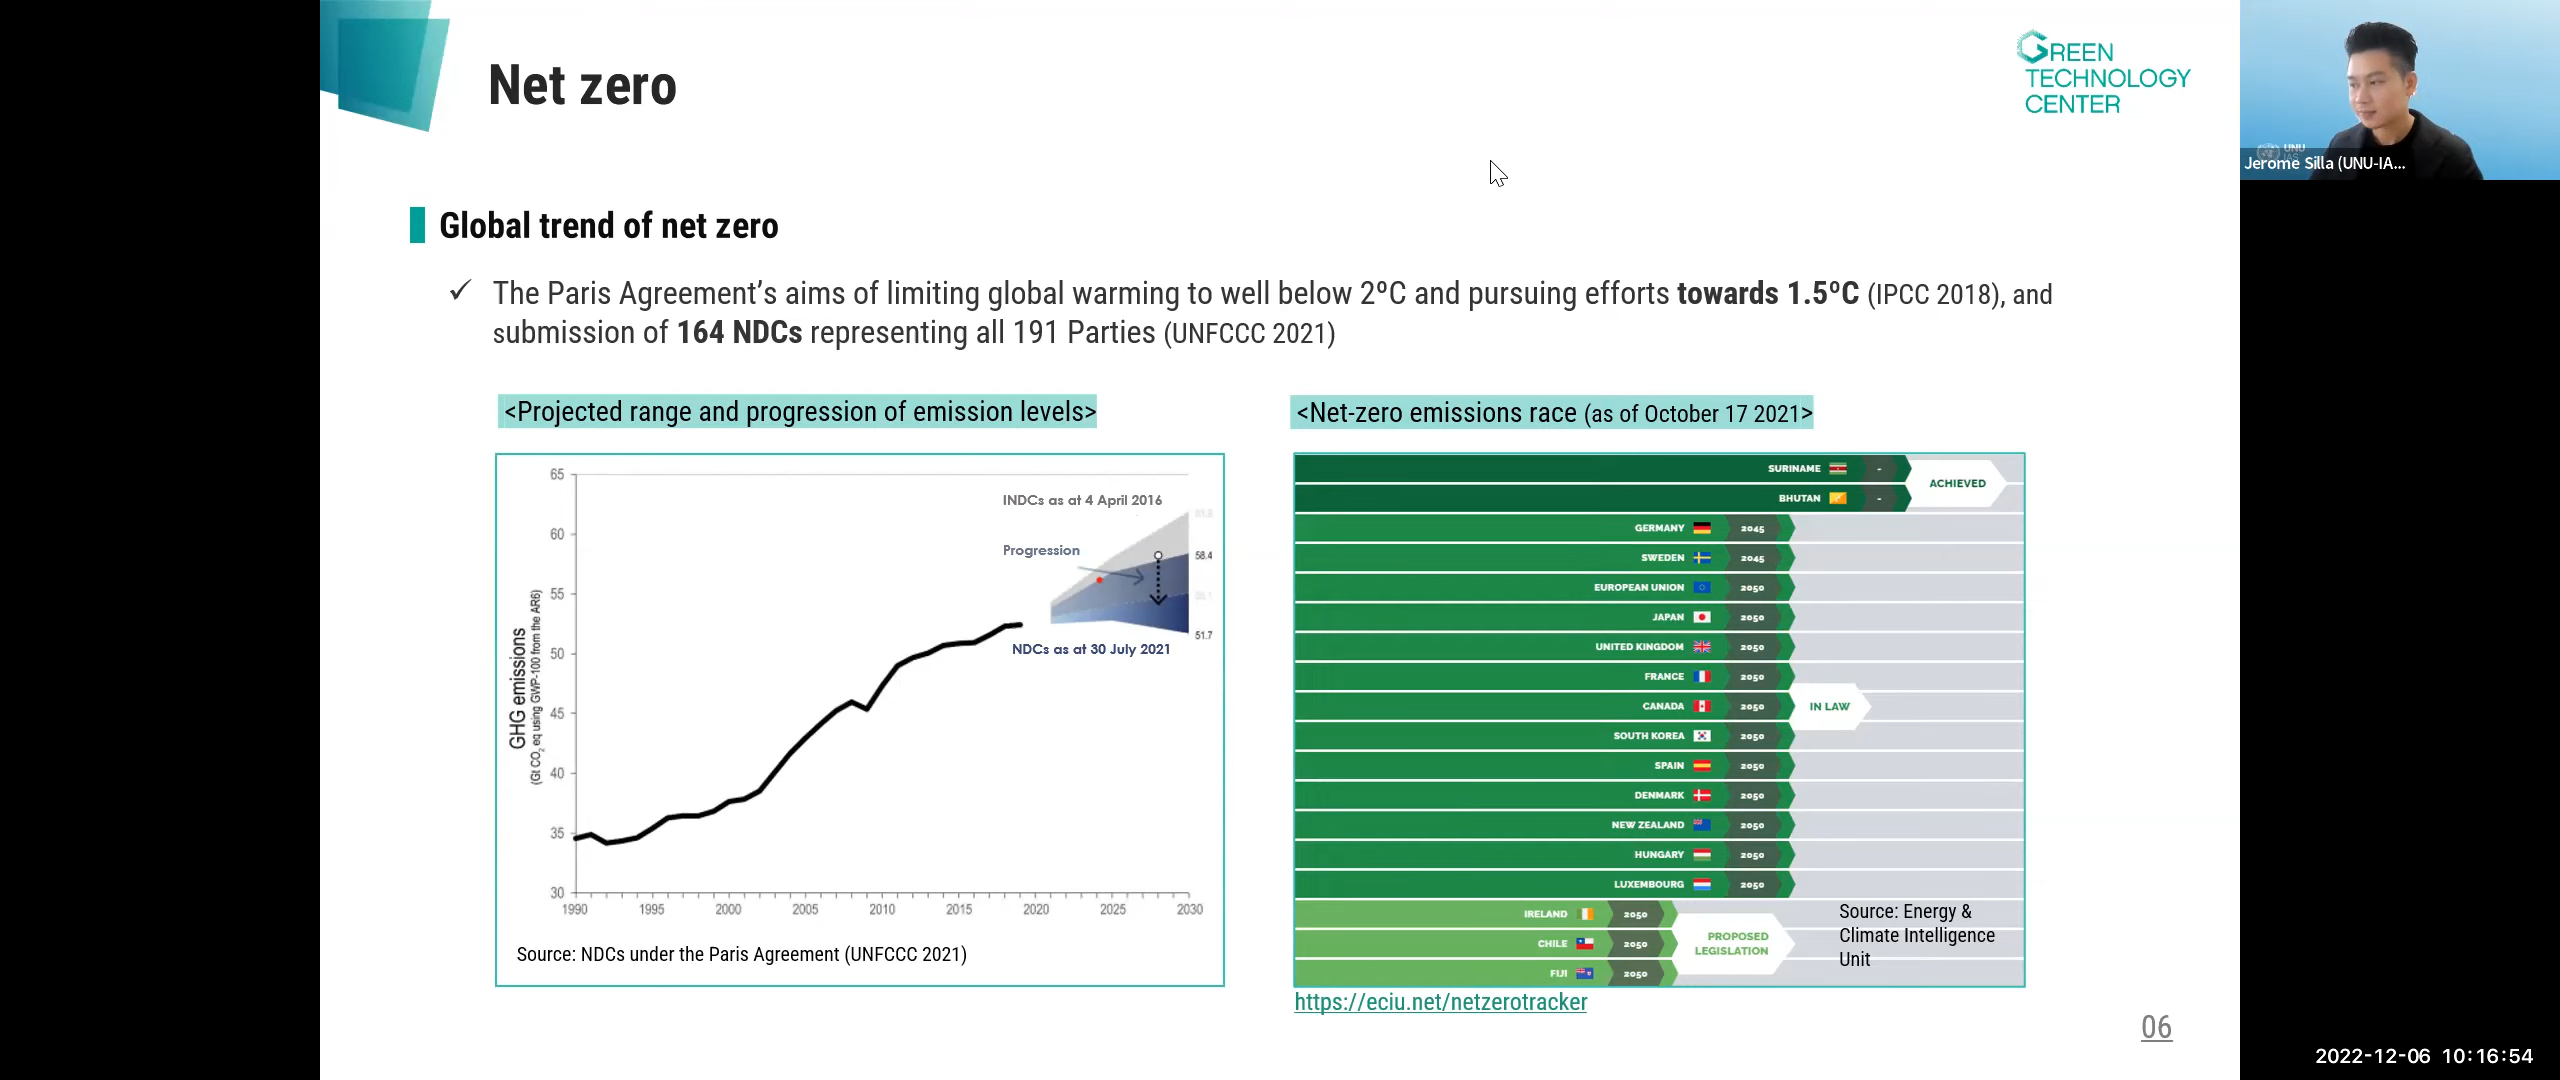 Net zero
GREEN
TECHNOLOGY
CENTER
Jerome Silla (UNU-IA...
Global trend of net zero
✓ The Paris Agreement’s aims of limiting global warming to well below 2ºC and pursuing efforts towards 1.5ºC (IPCC 2018), and
submission of 164 NDCs representing all 191 Parties (UNFCCC 2021)
<Projected range and progression of emission levels>
65
60
55
50
45
40
35
30
GHG emissions
(Gt CO2 eq using GWP-100 from the AR6)
INDCs as at 4 April 2016
Progression
58.4
51.7
NDCs as at 30 July 2021
1990 1995 2000 2005 2010 2015 2020 2025 2030
Source: NDCs under the Paris Agreement (UNFCCC 2021)
<Net-zero emissions race (as of October 17 2021>
SURINAME -
BHUTAN -
ACHIEVED
GERMANY 2045
SWEDEN 2045
EUROPEAN UNION 2050
JAPAN 2050
UNITED KINGDOM 2050
FRANCE 2050
CANADA 2050
IN LAW
SOUTH KOREA 2050
SPAIN 2050
DENMARK 2050
NEW ZEALAND 2050
HUNGARY 2050
LUXEMBOURG 2050
IRELAND 2050
CHILE 2050
FIJI 2050
PROPOSED
LEGISLATION
Source: Energy &
Climate Intelligence
Unit
https://eciu.net/netzerotracker
06
2022-12-06 10:16:54